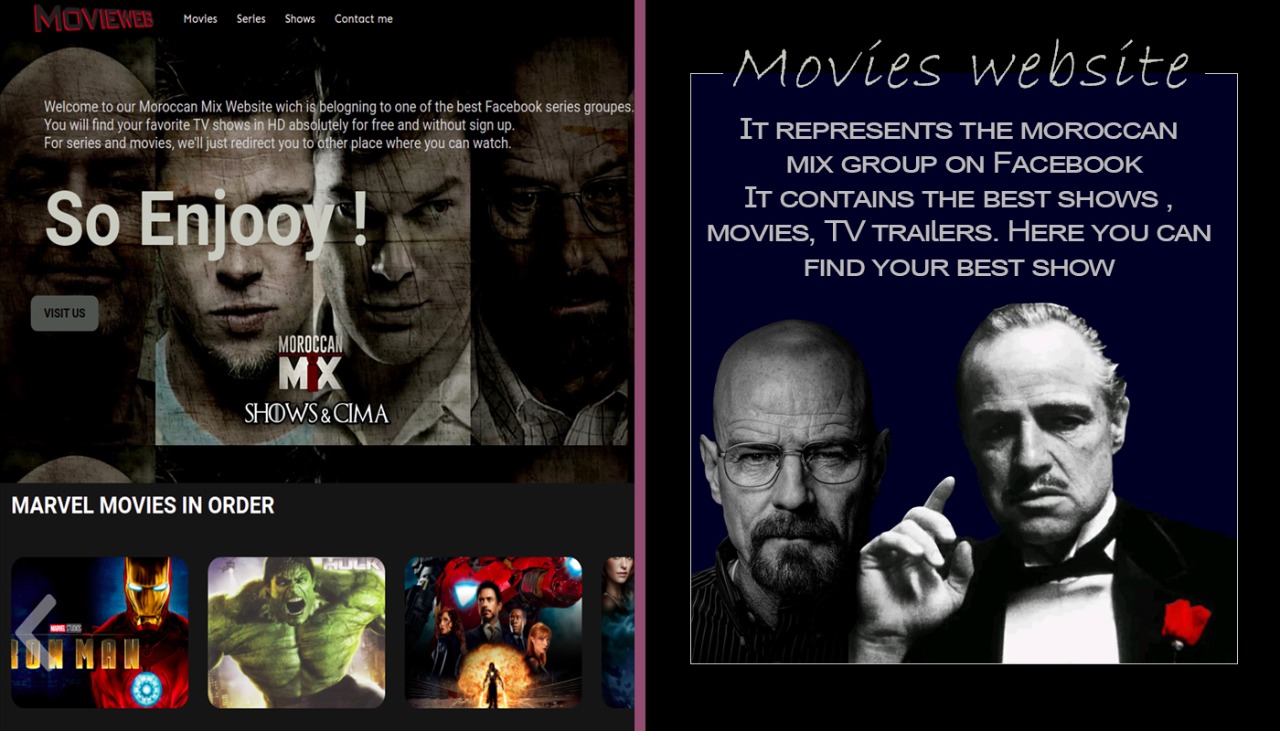 MOVIEWEB
Movies Series Shows Contact me
Welcome to our Moroccan Mix Website wich is belogning to one of the best Facebook series groupes.
You will find your favorite TV shows in HD absolutely for free and without sign up.
For series and movies, we'll just redirect you to other place where you can watch.
So Enjooy !
VISIT US
MOROCCAN
MIX
SHOWS & CIMA
MARVEL MOVIES IN ORDER
MARVEL STUDIOS
IRON MAN
HULK
Movies website
IT REPRESENTS THE MOROCCAN
MIX GROUP ON FACEBOOK
IT CONTAINS THE BEST SHOWS ,
MOVIES, TV TRAILERS. HERE YOU CAN
FIND YOUR BEST SHOW